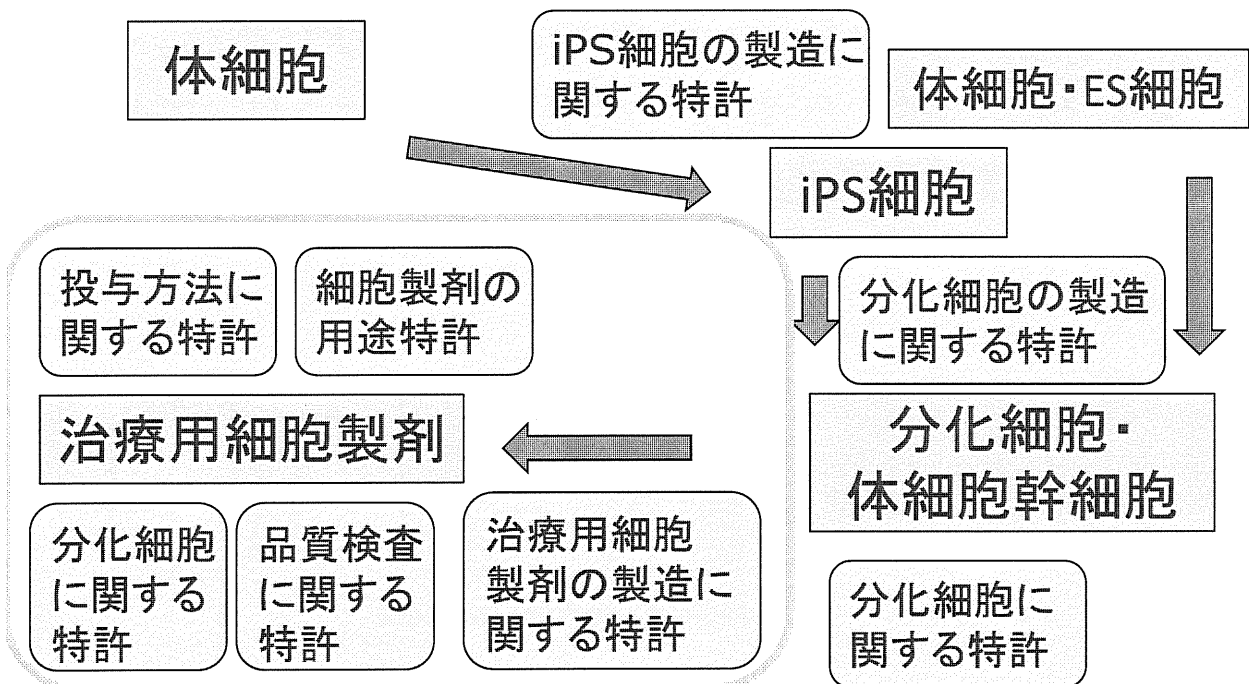 体細胞
iPS細胞の製造に
関する特許
体細胞・ES細胞
iPS細胞
投与方法に
関する特許
細胞製剤の
用途特許
分化細胞の製造
に関する特許
治療用細胞製剤
分化細胞・
体細胞幹細胞
分化細胞
に関する
特許
品質検査
に関する
特許
治療用細胞
製剤の製造に
関する特許
分化細胞に
関する特許